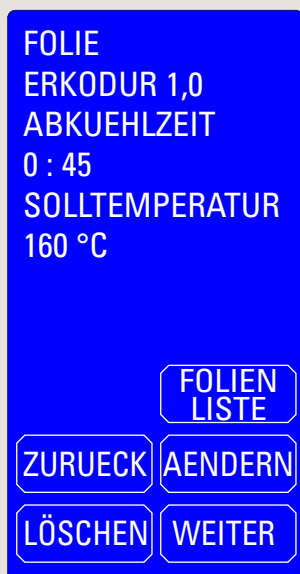 FOLIE
ERKODUR 1,0
ABKUEHLZEIT
0 : 45
SOLLTEMPERATUR
160 °C
FOLIEN
LISTE
ZURUECK AENDERN
LÖSCHEN WEITER